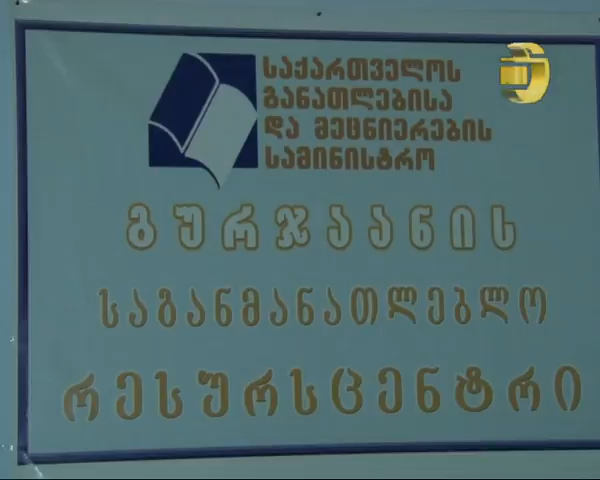 საქართველოს
განათლებისა
და მეცნიერების
სამინისტრო
გურჯაანის
საგანმანათლებლო
რესურსცენტრი